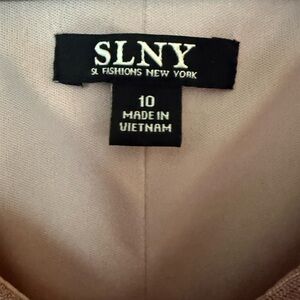 SLNY
SL FASHIONS NEW YORK
10
MADE IN
VIETNAM